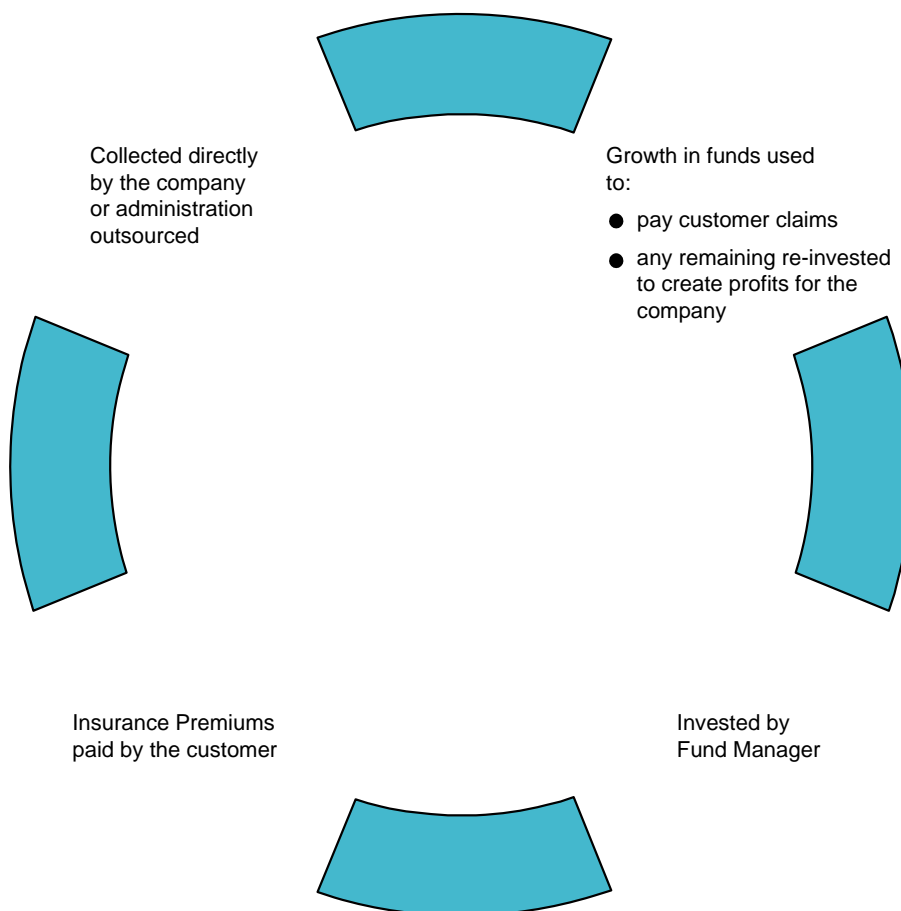 Collected directly
by the company
or administration
outsourced
Growth in funds used
to:
● pay customer claims
● any remaining re-invested
to create profits for the
company
Insurance Premiums
paid by the customer
Invested by
Fund Manager